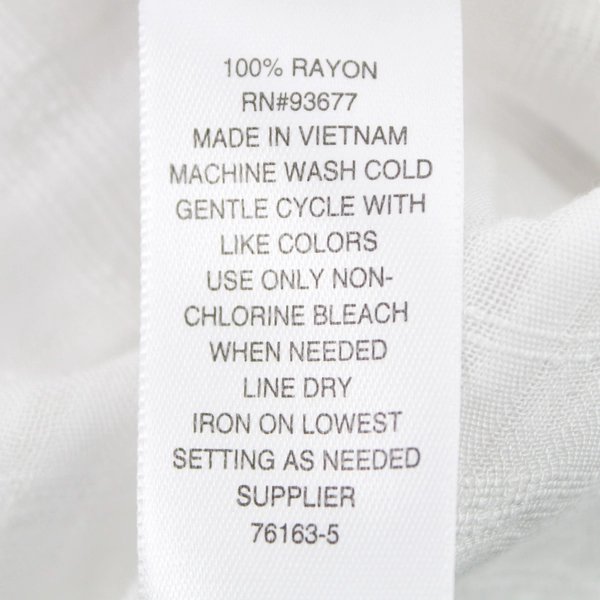 100% RAYON
RN#93677
MADE IN VIETNAM
MACHINE WASH COLD
GENTLE CYCLE WITH
LIKE COLORS
USE ONLY NON-
CHLORINE BLEACH
WHEN NEEDED
LINE DRY
IRON ON LOWEST
SETTING AS NEEDED
SUPPLIER
76163-5